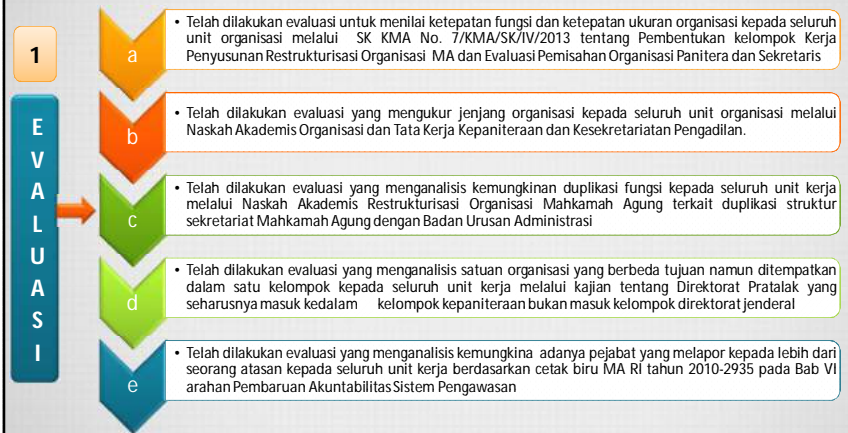 1
E
V
A
L
U
A
S
I
a
• Telah dilakukan evaluasi untuk menilai ketepatan fungsi dan ketepatan ukuran organisasi kepada seluruh
unit organisasi melalui SK KMA No. 7/KMA/SK/IV/2013 tentang Pembentukan kelompok Kerja
Penyusunan Restrukturisasi Organisasi MA dan Evaluasi Pemisahan Organisasi Panitera dan Sekretaris
b
• Telah dilakukan evaluasi yang mengukur jenjang organisasi kepada seluruh unit organisasi melalui
Naskah Akademis Organisasi dan Tata Kerja Kepaniteraan dan Kesekretariatan Pengadilan.
c
• Telah dilakukan evaluasi yang menganalisis kemungkinan duplikasi fungsi kepada seluruh unit kerja
melalui Naskah Akademis Restrukturisasi Organisasi Mahkamah Agung terkait duplikasi struktur
sekretariat Mahkamah Agung dengan Badan Urusan Administrasi
d
• Telah dilakukan evaluasi yang menganalisis satuan organisasi yang berbeda tujuan namun ditempatkan
dalam satu kelompok kepada seluruh unit kerja melalui kajian tentang Direktorat Pratalak yang
seharusnya masuk kedalam kelompok kepaniteraan bukan masuk kelompok direktorat jenderal
e
• Telah dilakukan evaluasi yang menganalisis kemungkina adanya pejabat yang melapor kepada lebih dari
seorang atasan kepada seluruh unit kerja berdasarkan cetak biru MA RI tahun 2010-2935 pada Bab VI
arahan Pembaruan Akuntabilitas Sistem Pengawasan